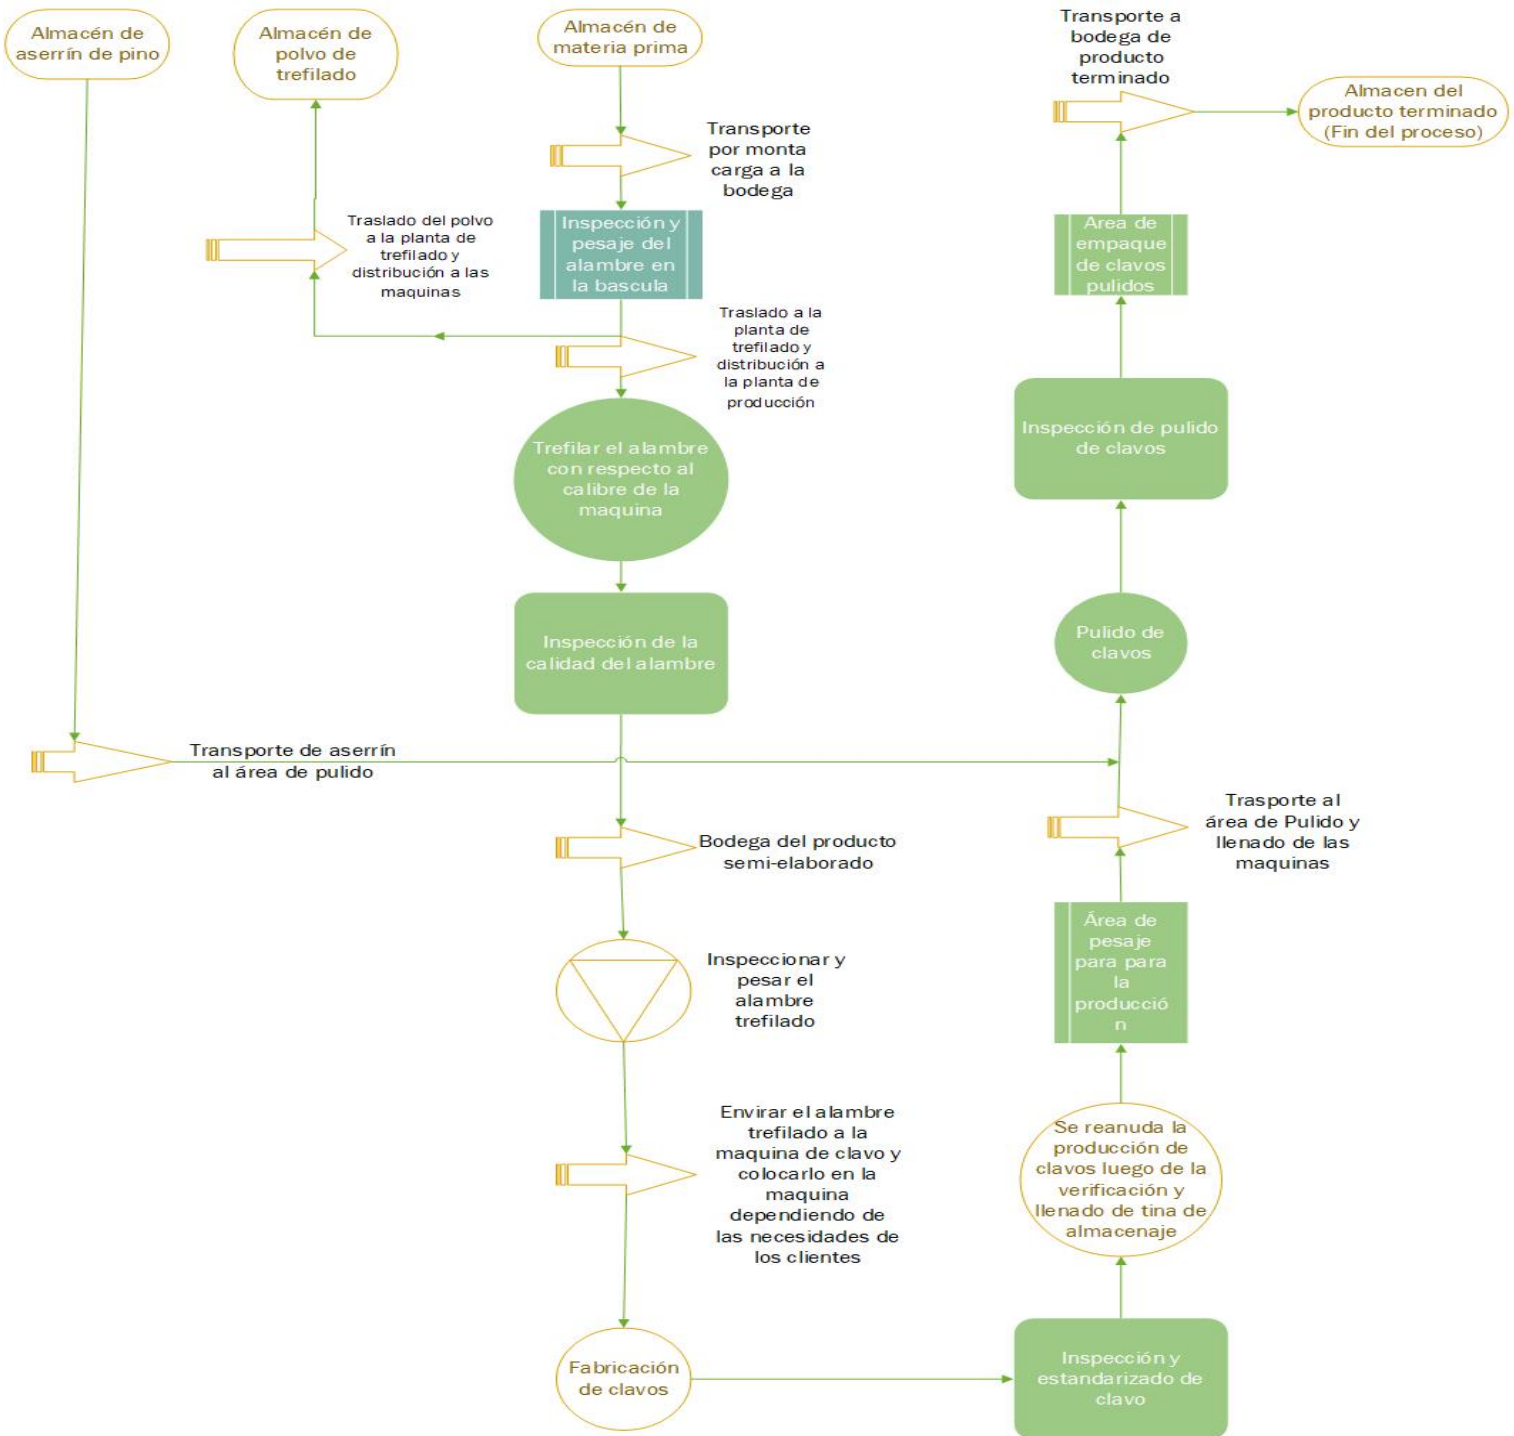 Almacén de
aserrín de pino
Almacén de
polvo de
trefilado
Almacén de
materia prima
Transporte
por monta
carga a la
bodega
Traslado del polvo
a la planta de
trefilado y
distribución a las
maquinas
Inspección y
pesaje del
alambre en
la bascula
Traslado a la
planta de
trefilado y
distribución a
la planta de
producción
Trefilar el alambre
con respecto al
calibre de la
maquina
Inspección de la
calidad del alambre
Transporte de aserrín
al área de pulido
Bodega del producto
semi-elaborado
Inspeccionar y
pesar el
alambre
trefilado
Envirar el alambre
trefilado a la
maquina de clavo y
colocarlo en la
maquina
dependiendo de
las necesidades de
los clientes
Fabricación
de clavos
Inspección y
estandarizado de
clavo
Se reanuda la
producción de
clavos luego de la
verificación y
llenado de tina de
almacenaje
Área de
pesaje
para para
la
producció
n
Trasporte al
área de Pulido y
llenado de las
maquinas
Pulido de
clavos
Inspección de pulido
de clavos
Area de
empaque
de clavos
pulidos
Transporte a
bodega de
producto
terminado
Almacen del
producto terminado
(Fin del proceso)